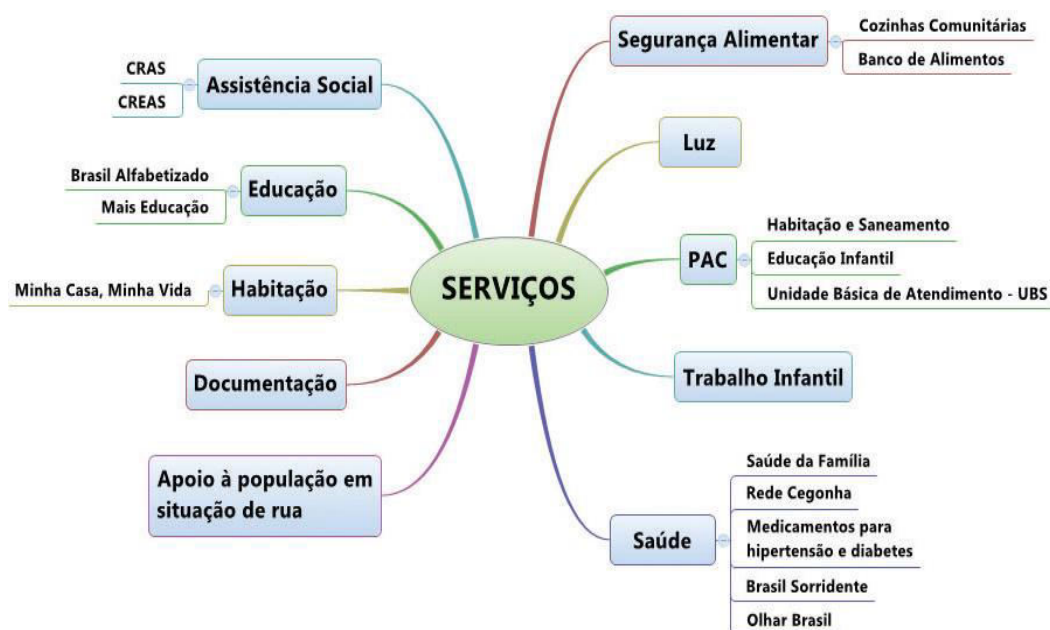 SERVIÇOS
Segurança Alimentar
Cozinhas Comunitárias
Banco de Alimentos
Luz
PAC
Habitação e Saneamento
Educação Infantil
Unidade Básica de Atendimento - UBS
Trabalho Infantil
Saúde
Saúde da Família
Rede Cegonha
Medicamentos para
hipertensão e diabetes
Brasil Sorridente
Olhar Brasil
Assistência Social
CRAS
CREAS
Educação
Brasil Alfabetizado
Mais Educação
Habitação
Minha Casa, Minha Vida
Documentação
Apoio à população em
situação de rua